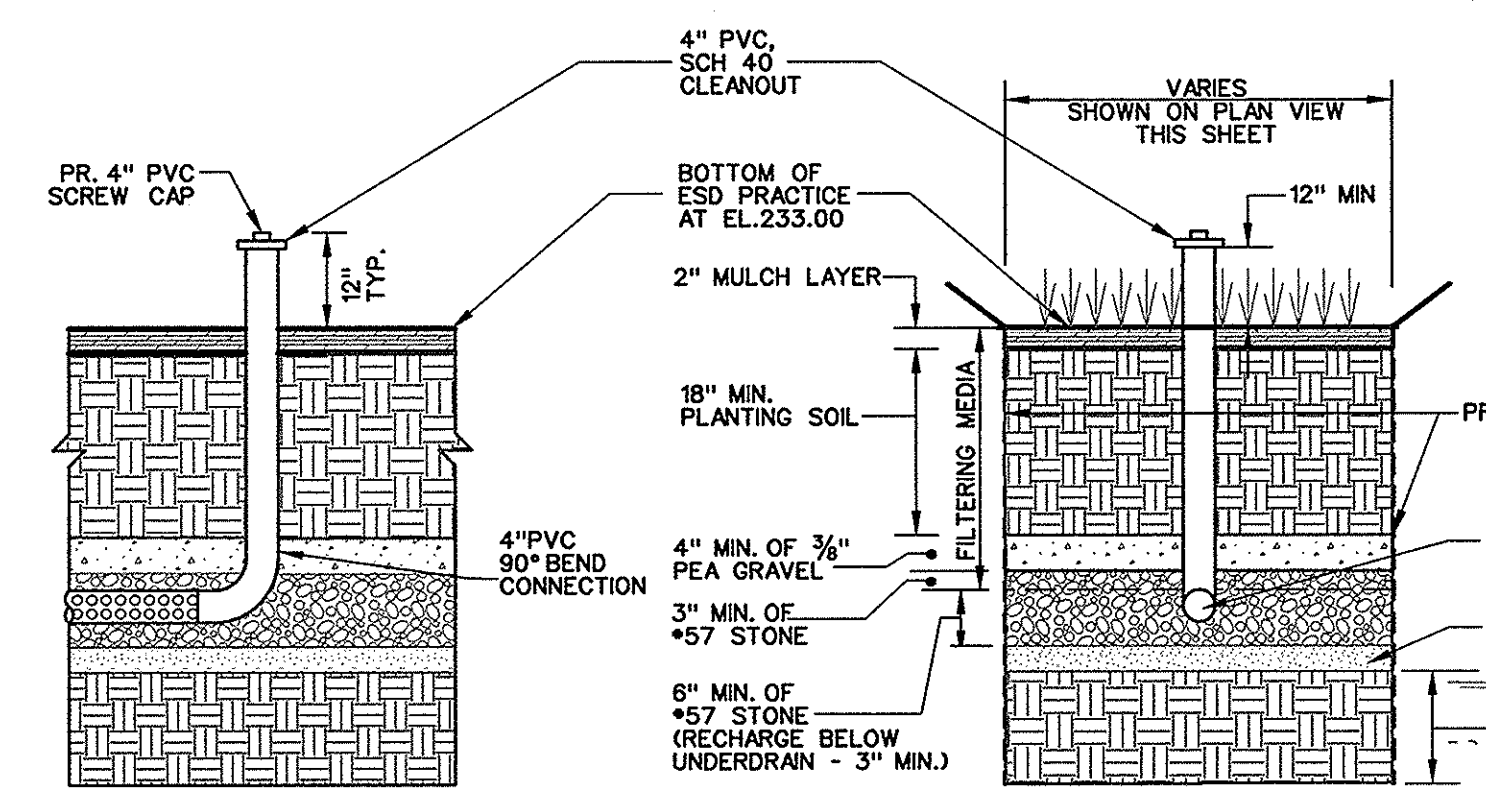 4" PVC,
SCH 40
CLEANOUT
VARIES
SHOWN ON PLAN VIEW
THIS SHEET
PR. 4" PVC
SCREW CAP
BOTTOM OF
ESD PRACTICE
AT EL.233.00
12" MIN
12"
TYP.
2" MULCH LAYER
18" MIN.
PLANTING SOIL
FILTERING MEDIA
PR
4"PVC
90° BEND
CONNECTION
4" MIN. OF 3/8"
PEA GRAVEL
3" MIN. OF
•57 STONE
6" MIN. OF
•57 STONE
(RECHARGE BELOW
UNDERDRAIN - 3" MIN.)